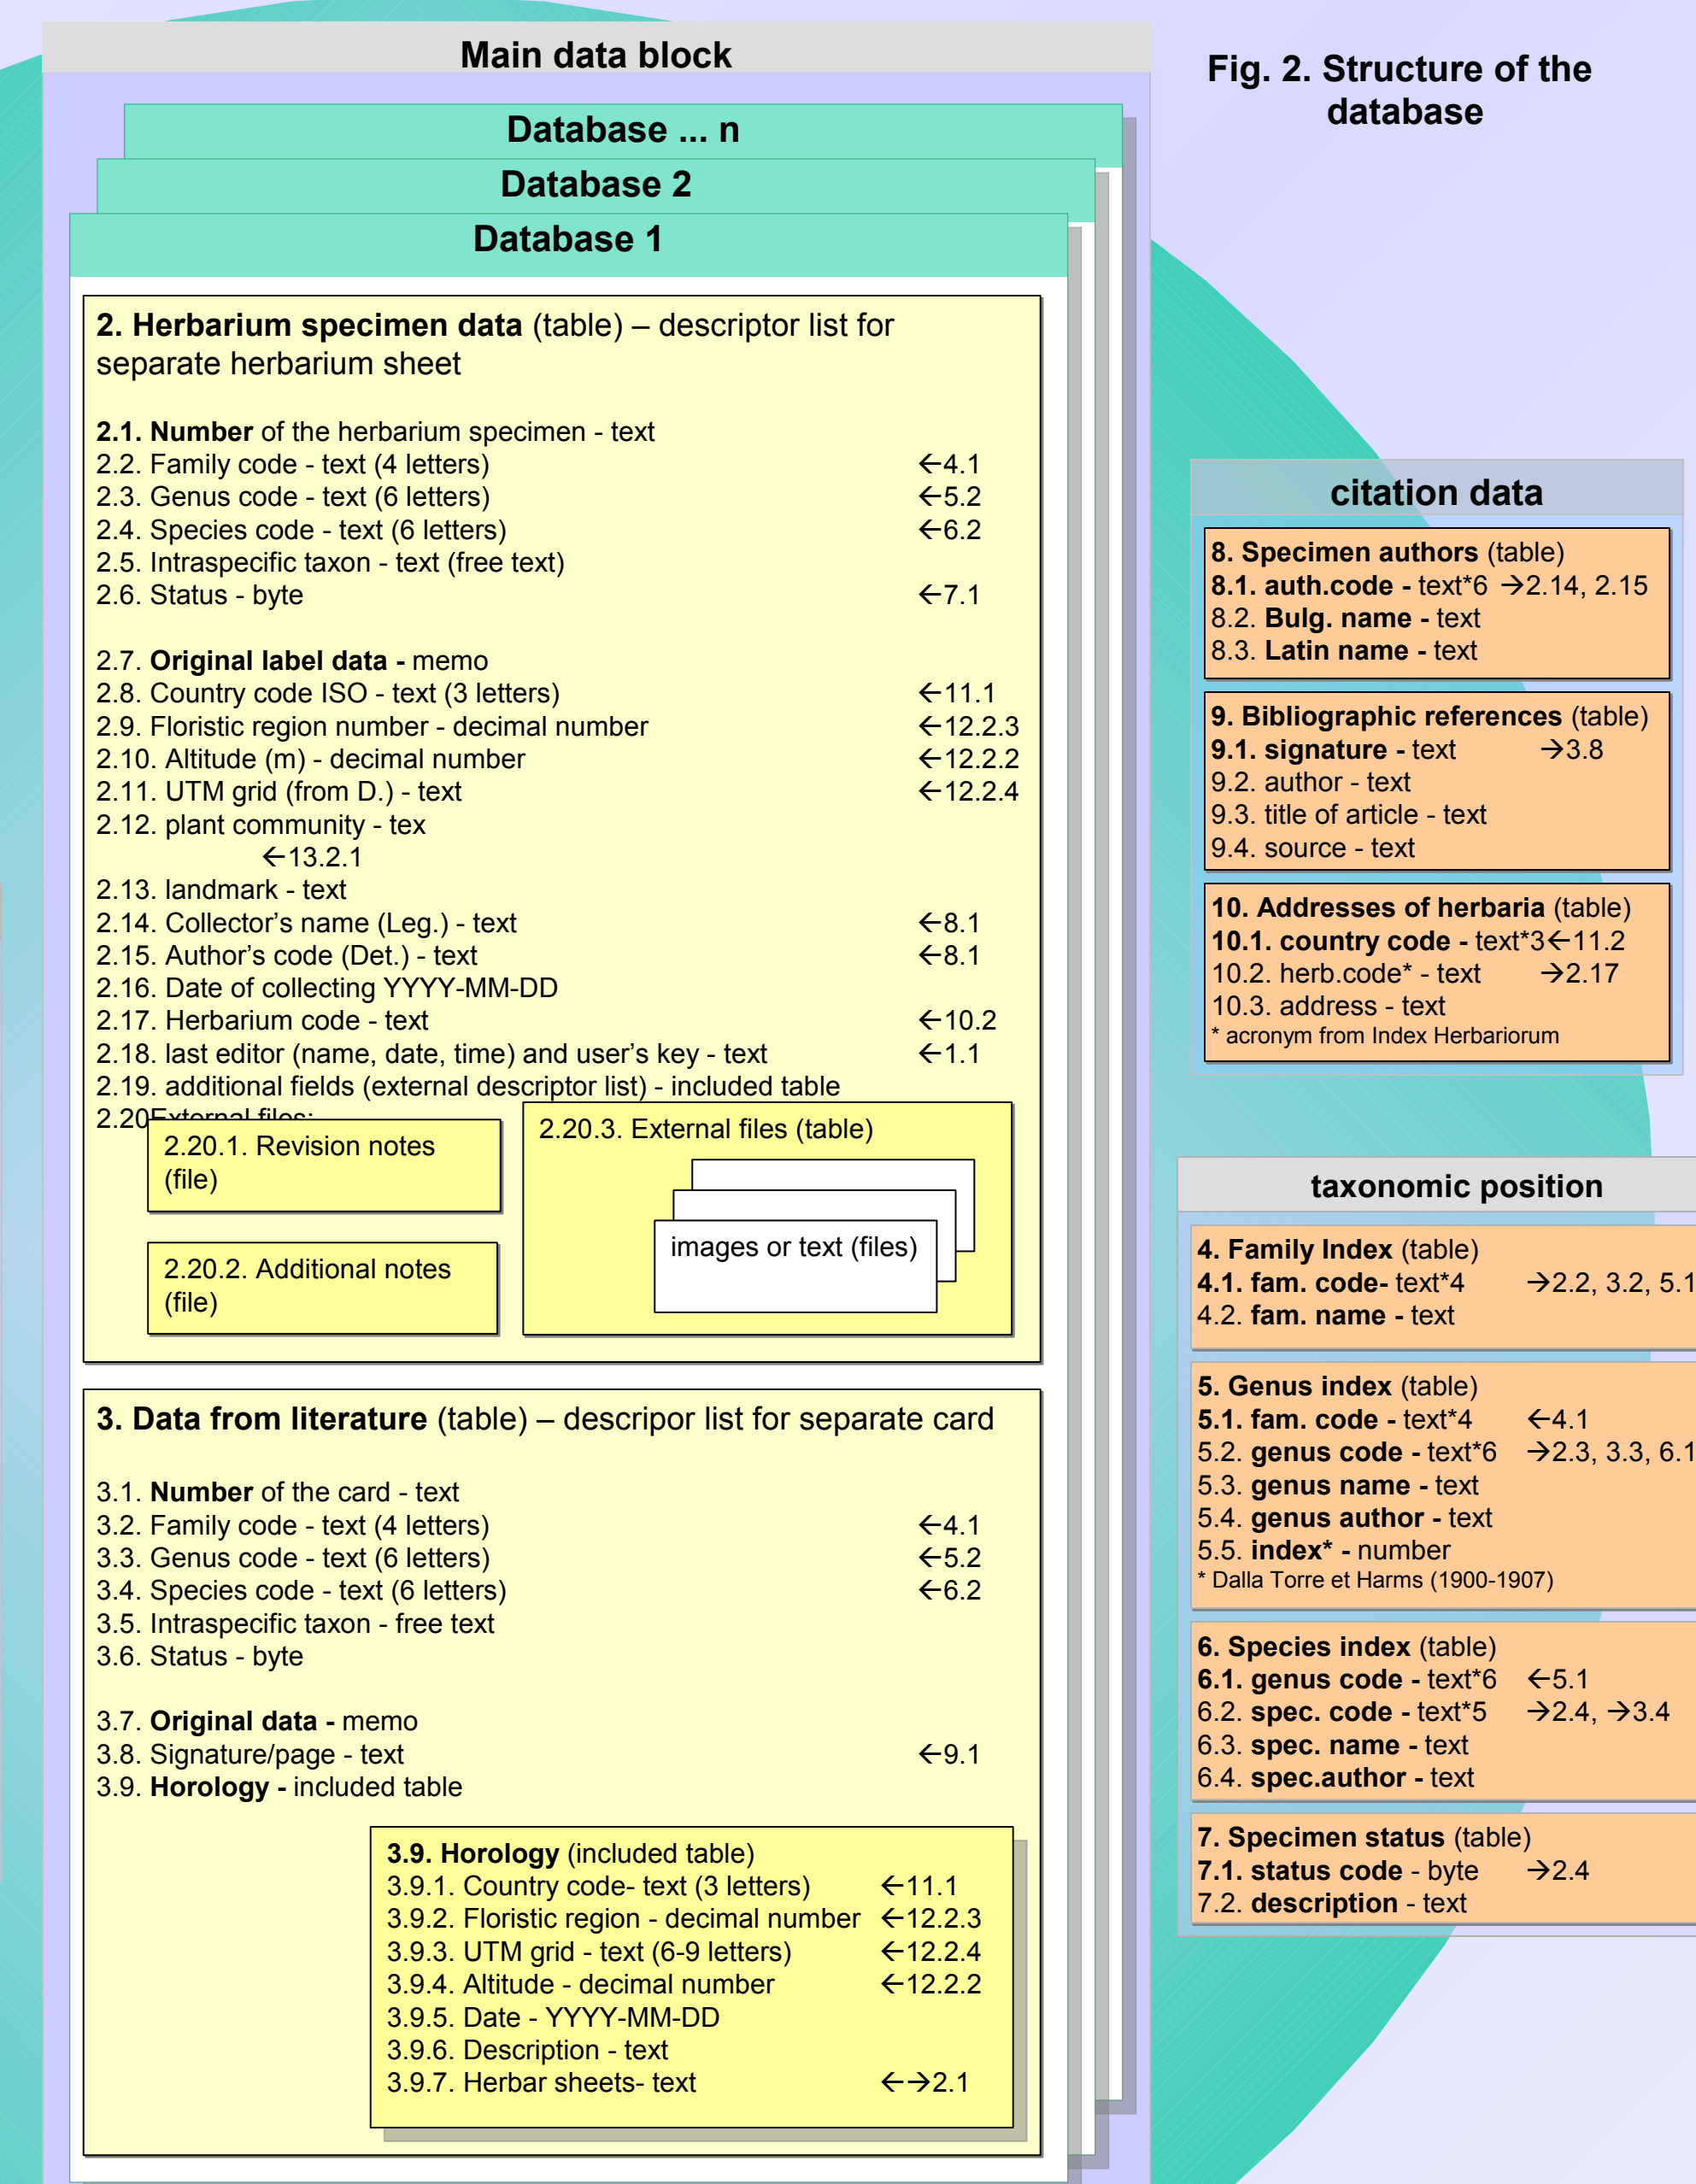 Main data block
Fig. 2. Structure of the
database
Database ... n
Database 2
Database 1
2. Herbarium specimen data (table) – descriptor list for
separate herbarium sheet
2.1. Number of the herbarium specimen - text
2.2. Family code - text (4 letters) ←4.1
2.3. Genus code - text (6 letters) ←5.2
2.4. Species code - text (6 letters) ←6.2
2.5. Intraspecific taxon - text (free text)
2.6. Status - byte ←7.1
2.7. Original label data - memo
2.8. Country code ISO - text (3 letters) ←11.1
2.9. Floristic region number - decimal number ←12.2.3
2.10. Altitude (m) - decimal number ←12.2.2
2.11. UTM grid (from D.) - text ←12.2.4
2.12. plant community - tex
←13.2.1
2.13. landmark - text
2.14. Collector’s name (Leg.) - text ←8.1
2.15. Author’s code (Det.) - text ←8.1
2.16. Date of collecting YYYY-MM-DD
2.17. Herbarium code - text ←10.2
2.18. last editor (name, date, time) and user’s key - text ←1.1
2.19. additional fields (external descriptor list) - included table
2.20External files:
2.20.1. Revision notes
(file)
2.20.2. Additional notes
(file)
2.20.3. External files (table)
images or text (files)
3. Data from literature (table) – descripor list for separate card
3.1. Number of the card - text
3.2. Family code - text (4 letters) ←4.1
3.3. Genus code - text (6 letters) ←5.2
3.4. Species code - text (6 letters) ←6.2
3.5. Intraspecific taxon - free text
3.6. Status - byte
3.7. Original data - memo
3.8. Signature/page - text ←9.1
3.9. Horology - included table
3.9. Horology (included table)
3.9.1. Country code- text (3 letters) ←11.1
3.9.2. Floristic region - decimal number ←12.2.3
3.9.3. UTM grid - text (6-9 letters) ←12.2.4
3.9.4. Altitude - decimal number ←12.2.2
3.9.5. Date - YYYY-MM-DD
3.9.6. Description - text
3.9.7. Herbar sheets- text ←→2.1
citation data
8. Specimen authors (table)
8.1. auth.code - text*6 →2.14, 2.15
8.2. Bulg. name - text
8.3. Latin name - text
9. Bibliographic references (table)
9.1. signature - text →3.8
9.2. author - text
9.3. title of article - text
9.4. source - text
10. Addresses of herbaria (table)
10.1. country code - text*3←11.2
10.2. herb.code* - text →2.17
10.3. address - text
* acronym from Index Herbariorum
taxonomic position
4. Family Index (table)
4.1. fam. code- text*4 →2.2, 3.2, 5.1
4.2. fam. name - text
5. Genus index (table)
5.1. fam. code - text*4 ←4.1
5.2. genus code - text*6 →2.3, 3.3, 6.1
5.3. genus name - text
5.4. genus author - text
5.5. index* - number
* Dalla Torre et Harms (1900-1907)
6. Species index (table)
6.1. genus code - text*6 ←5.1
6.2. spec. code - text*5 →2.4, →3.4
6.3. spec. name - text
6.4. spec.author - text
7. Specimen status (table)
7.1. status code - byte →2.4
7.2. description - text